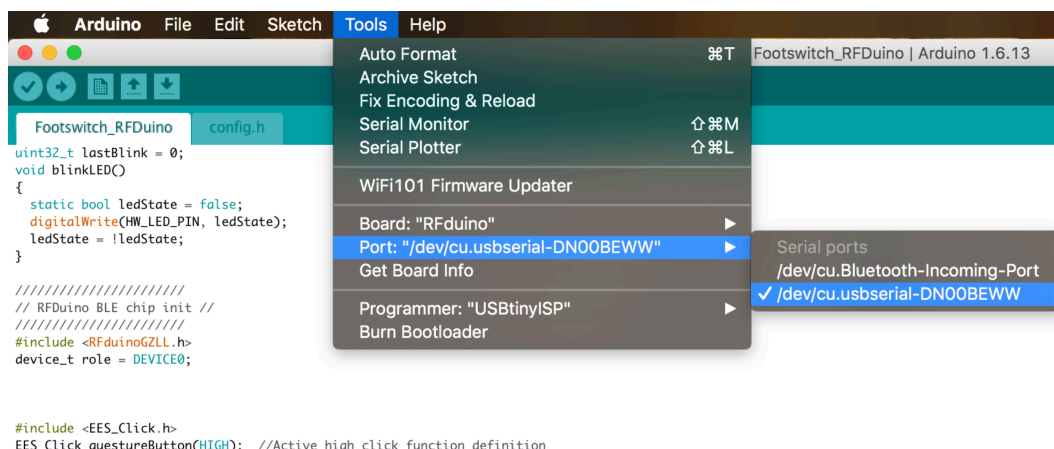 Arduino File Edit Sketch Tools Help
Footswitch_RFDuino | Arduino 1.6.13
Footswitch_RFDuino config.h
Auto Format ⌘T
Archive Sketch
Fix Encoding & Reload
Serial Monitor ⇧⌘M
Serial Plotter ⇧⌘L
WiFi101 Firmware Updater
Board: "RFduino" ▶
Port: "/dev/cu.usbserial-DN00BEWW" ▶
Get Board Info
Programmer: "USBtinyISP" ▶
Burn Bootloader
Serial ports
/dev/cu.Bluetooth-Incoming-Port
✓ /dev/cu.usbserial-DN00BEWW
uint32_t lastBlink = 0;
void blinkLED()
{
static bool ledState = false;
digitalWrite(HW_LED_PIN, ledState);
ledState = !ledState;
}
///////////////////////
// RFDuino BLE chip init //
///////////////////////
#include <RFduinoGZLL.h>
device_t role = DEVICE0;
#include <EES_Click.h>
EES_Click guestureButton(HIGH); //Active high click function definition